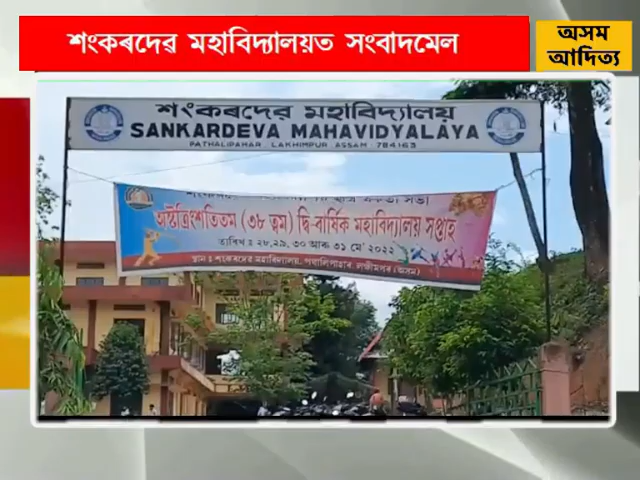 শংকৰদেৱ মহাবিদ্যালয়ত সংবাদমেল
অসম
আদিত্য
শংকৰদেৱ মহাবিদ্যালয়
SANKARDEVA MAHAVIDYALAYA
PATHALIPAHAR, LAKHIMPUR ASSAM - 784163
অষ্টত্ৰিংশতিতম (৩৮ তম) দ্বি-বাৰ্ষিক মহাবিদ্যালয় সপ্তাহ
তাৰিখ : ২৮,২৯, ৩০ আৰু ৩১ মে' ২০২২
স্থান : শংকৰদেৱ মহাবিদ্যালয়, পথালিপাহাৰ, লক্ষীমপুৰ (অসম)